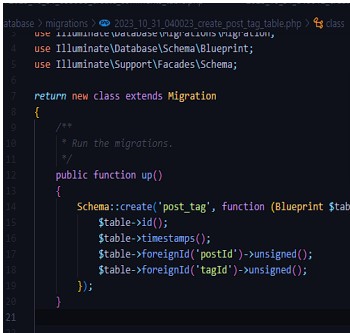 atabase > migrations > 2023_10_31_040023_create_post_tag_table.php > class
4 use Illuminate\Database\Migrations\Migration;
4 use Illuminate\Database\Schema\Blueprint;
5 use Illuminate\Support\Facades\Schema;
6
7 return new class extends Migration
8 {
9 /**
10 * Run the migrations.
11 */
12 public function up()
13 {
14 Schema::create('post_tag', function (Blueprint $tab
15 $table->id();
16 $table->timestamps();
17 $table->foreignId('postId')->unsigned();
18 $table->foreignId('tagId')->unsigned();
19 });
20 }
21